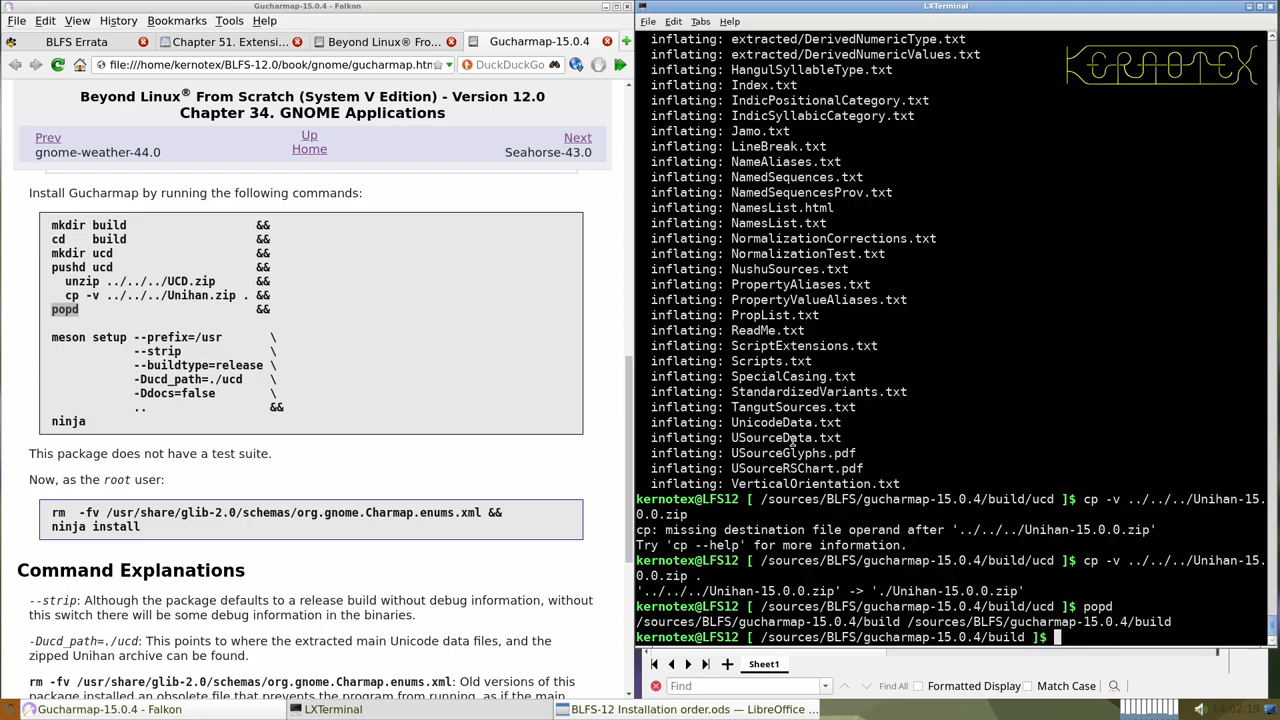 Gucharmap-15.0.4 - Falkon
File Edit View History Bookmarks Tools Help
BLFS Errata
Chapter 51. Extensi...
Beyond Linux® Fro...
Gucharmap-15.0.4
file:///home/kernotex/BLFS-12.0/book/gnome/gucharmap.htm
DuckDuckGo
Beyond Linux® From Scratch (System V Edition) - Version 12.0
Chapter 34. GNOME Applications
Prev
gnome-weather-44.0
Up
Home
Next
Seahorse-43.0
Install Gucharmap by running the following commands:
mkdir build &&
cd build &&
mkdir ucd &&
pushd ucd &&
unzip ../../../UCD.zip &&
cp -v ../../../Unihan.zip . &&
popd &&
meson setup --prefix=/usr \
--strip \
--buildtype=release \
-Ducd_path=./ucd \
-Ddocs=false \
.. &&
ninja
This package does not have a test suite.
Now, as the root user:
rm -fv /usr/share/glib-2.0/schemas/org.gnome.Charmap.enums.xml &&
ninja install
Command Explanations
--strip: Although the package defaults to a release build without debug information, without
this switch there will be some debug information in the binaries.
-Ducd_path=./ucd: This points to where the extracted main Unicode data files, and the
zipped Unihan archive can be found.
rm -fv /usr/share/glib-2.0/schemas/org.gnome.Charmap.enums.xml: Old versions of this
package installed an obsolete file that prevents the program from running, as if the main
LXTerminal
File Edit Tabs Help
KERNOTEX
inflating: extracted/DerivedNumericType.txt
inflating: extracted/DerivedNumericValues.txt
inflating: HangulSyllableType.txt
inflating: Index.txt
inflating: IndicPositionalCategory.txt
inflating: IndicSyllabicCategory.txt
inflating: Jamo.txt
inflating: LineBreak.txt
inflating: NameAliases.txt
inflating: NamedSequences.txt
inflating: NamedSequencesProv.txt
inflating: NamesList.html
inflating: NamesList.txt
inflating: NormalizationCorrections.txt
inflating: NormalizationTest.txt
inflating: NushuSources.txt
inflating: PropertyAliases.txt
inflating: PropertyValueAliases.txt
inflating: PropList.txt
inflating: ReadMe.txt
inflating: ScriptExtensions.txt
inflating: Scripts.txt
inflating: SpecialCasing.txt
inflating: StandardizedVariants.txt
inflating: TangutSources.txt
inflating: UnicodeData.txt
inflating: USourceData.txt
inflating: USourceGlyphs.pdf
inflating: USourceRSChart.pdf
inflating: VerticalOrientation.txt
kernotex@LFS12 [ /sources/BLFS/gucharmap-15.0.4/build/ucd ]$ cp -v ../../../Unihan-15.
0.0.zip
cp: missing destination file operand after '../../../Unihan-15.0.0.zip'
Try 'cp --help' for more information.
kernotex@LFS12 [ /sources/BLFS/gucharmap-15.0.4/build/ucd ]$ cp -v ../../../Unihan-15.
0.0.zip .
'../../../Unihan-15.0.0.zip' -> './Unihan-15.0.0.zip'
kernotex@LFS12 [ /sources/BLFS/gucharmap-15.0.4/build/ucd ]$ popd
/sources/BLFS/gucharmap-15.0.4/build /sources/BLFS/gucharmap-15.0.4/build
kernotex@LFS12 [ /sources/BLFS/gucharmap-15.0.4/build ]$
Sheet1
Find
Find All
Formatted Display
Match Case
Gucharmap-15.0.4 - Falkon
LXTerminal
BLFS-12 Installation order.ods — LibreOffice ...
14:02:19